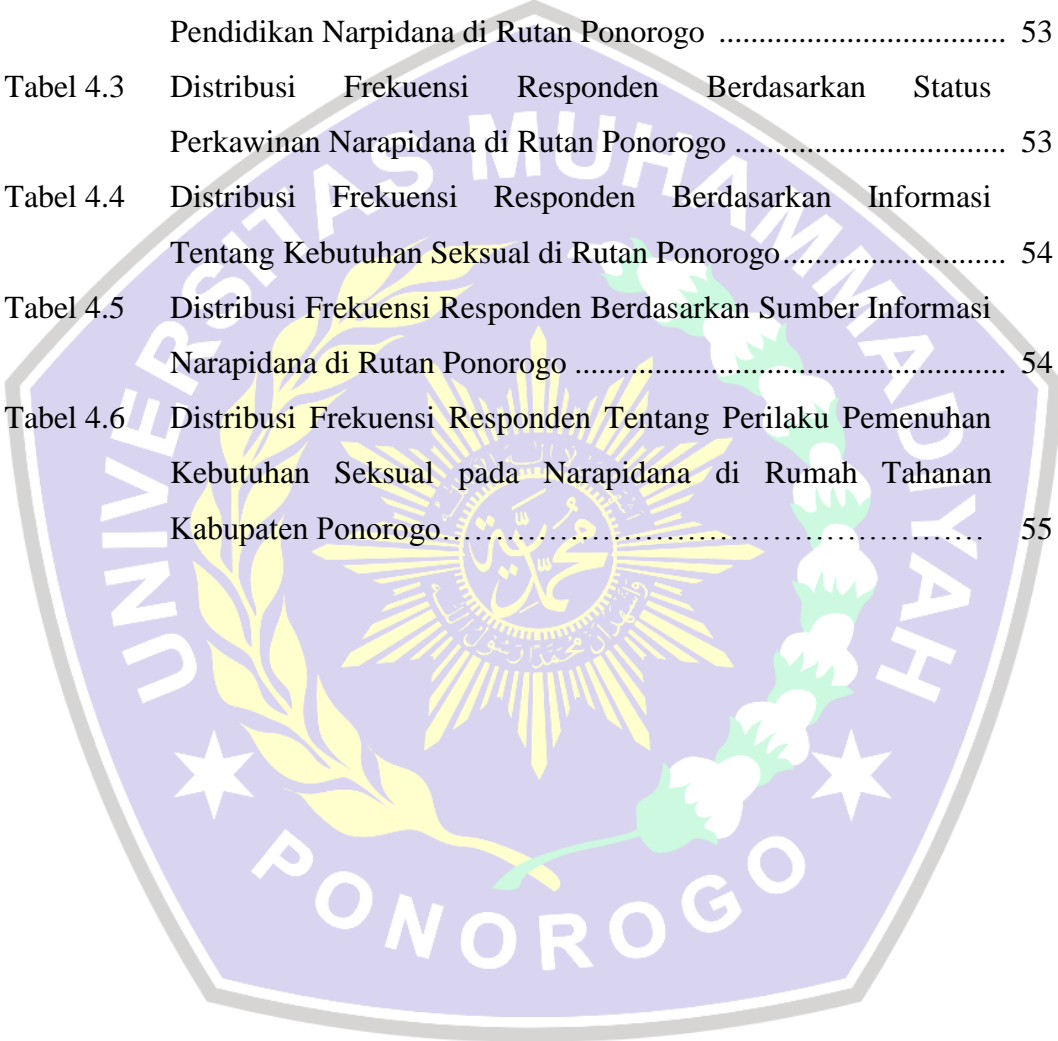 Pendidikan Narpidana di Rutan Ponorogo .................................... 53
Tabel 4.3 Distribusi Frekuensi Responden Berdasarkan Status
Perkawinan Narapidana di Rutan Ponorogo .................................. 53
Tabel 4.4 Distribusi Frekuensi Responden Berdasarkan Informasi
Tentang Kebutuhan Seksual di Rutan Ponorogo............................ 54
Tabel 4.5 Distribusi Frekuensi Responden Berdasarkan Sumber Informasi
Narapidana di Rutan Ponorogo ...................................................... 54
Tabel 4.6 Distribusi Frekuensi Responden Tentang Perilaku Pemenuhan
Kebutuhan Seksual pada Narapidana di Rumah Tahanan
Kabupaten Ponorogo……………………………………………… 55
UNIVERSITAS MUHAMMADIYAH
PONOROGO